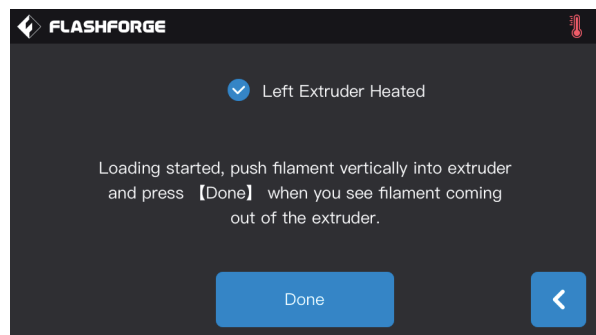 FLASHFORGE
Left Extruder Heated
Loading started, push filament vertically into extruder
and press 【Done】 when you see filament coming
out of the extruder.
Done